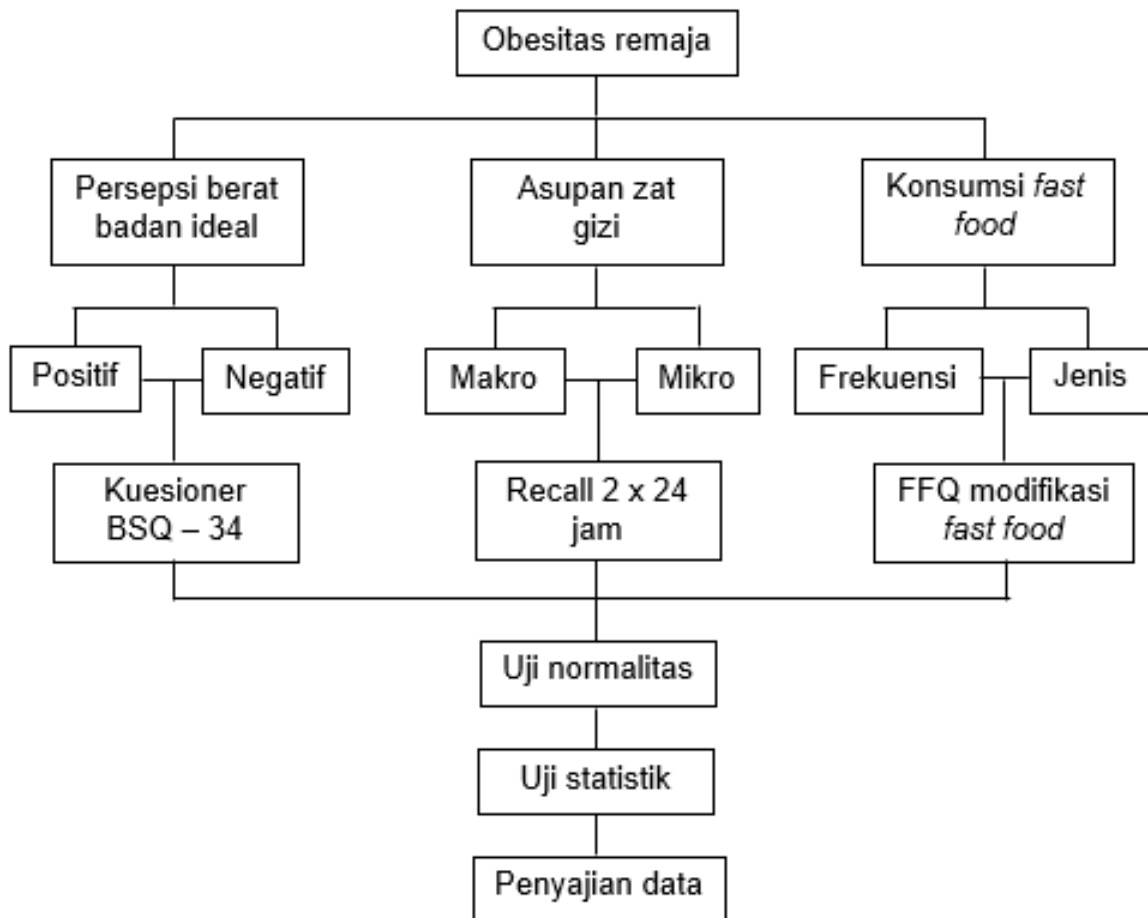 Obesitas remaja
Persepsi berat
badan ideal
Asupan zat
gizi
Konsumsi fast
food
Positif
Negatif
Makro
Mikro
Frekuensi
Jenis
Kuesioner
BSQ – 34
Recall 2 x 24
jam
FFQ modifikasi
fast food
Uji normalitas
Uji statistik
Penyajian data